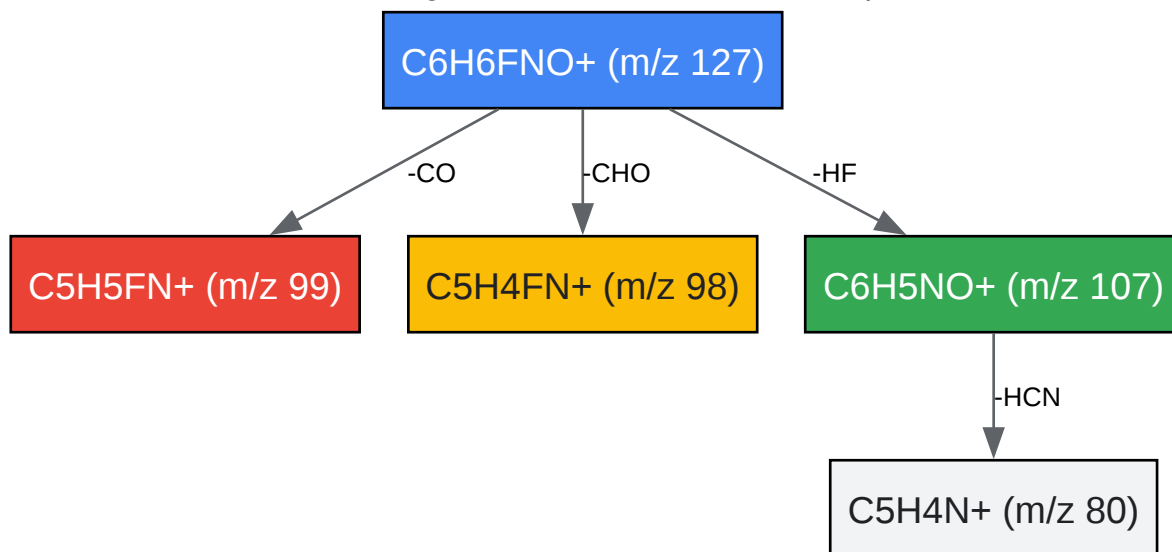 C6H6FNO+ (m/z 127)
-CO
-CHO
-HF
C5H5FN+ (m/z 99)
C5H4FN+ (m/z 98)
C6H5NO+ (m/z 107)
-HCN
C5H4N+ (m/z 80)